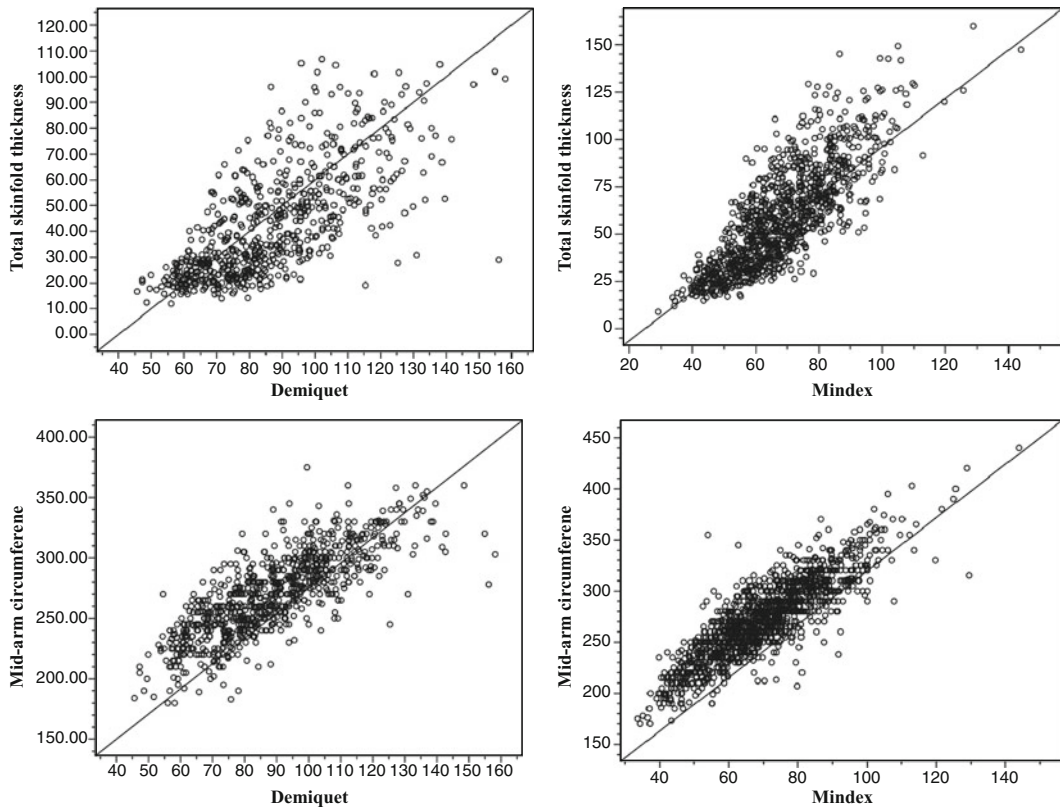 120.00
110.00
100.00
90.00
80.00
70.00
60.00
50.00
40.00
30.00
20.00
10.00
0.00
Total skinfold thickness
40 50 60 70 80 90 100 110 120 130 140 150 160
Demiquet
150
125
100
75
50
25
0
Total skinfold thickness
20 40 60 80 100 120 140
Mindex
400.00
350.00
300.00
250.00
200.00
150.00
Mid-arm circumferene
40 50 60 70 80 90 100 110 120 130 140 150 160
Demiquet
450
400
350
300
250
200
150
Mid-arm circumferene
40 60 80 100 120 140
Mindex